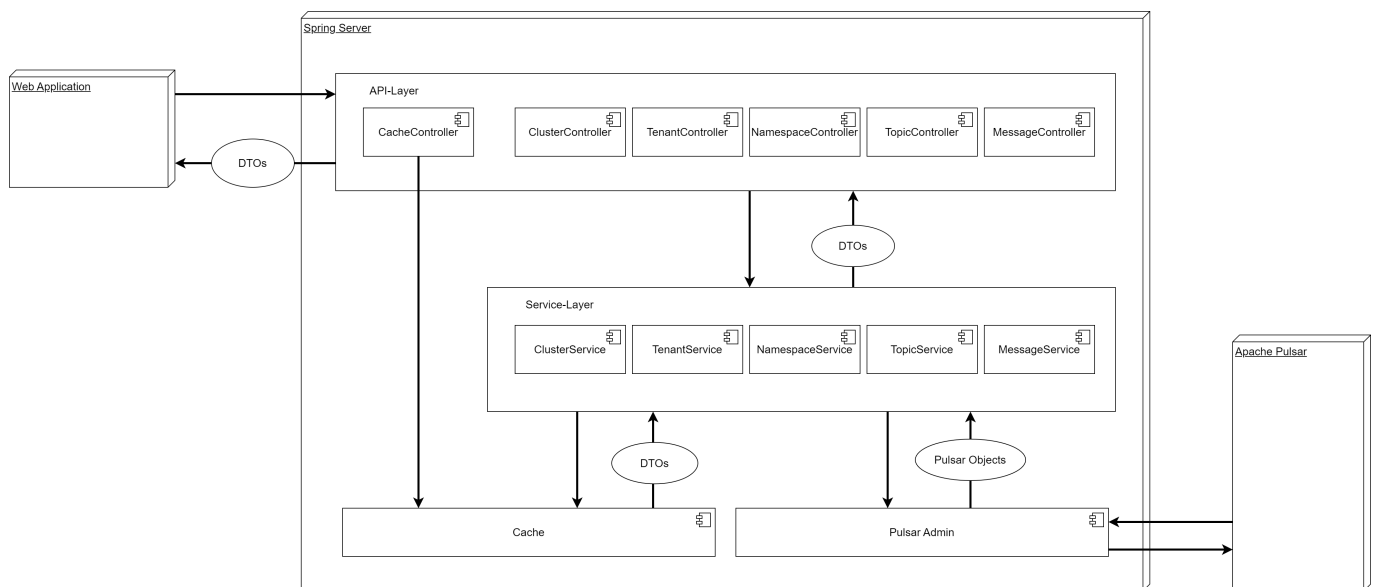 Spring Server
Web Application
API-Layer
CacheController
ClusterController
TenantController
NamespaceController
TopicController
MessageController
DTOs
DTOs
Service-Layer
ClusterService
TenantService
NamespaceService
TopicService
MessageService
Apache Pulsar
DTOs
Pulsar Objects
Cache
Pulsar Admin